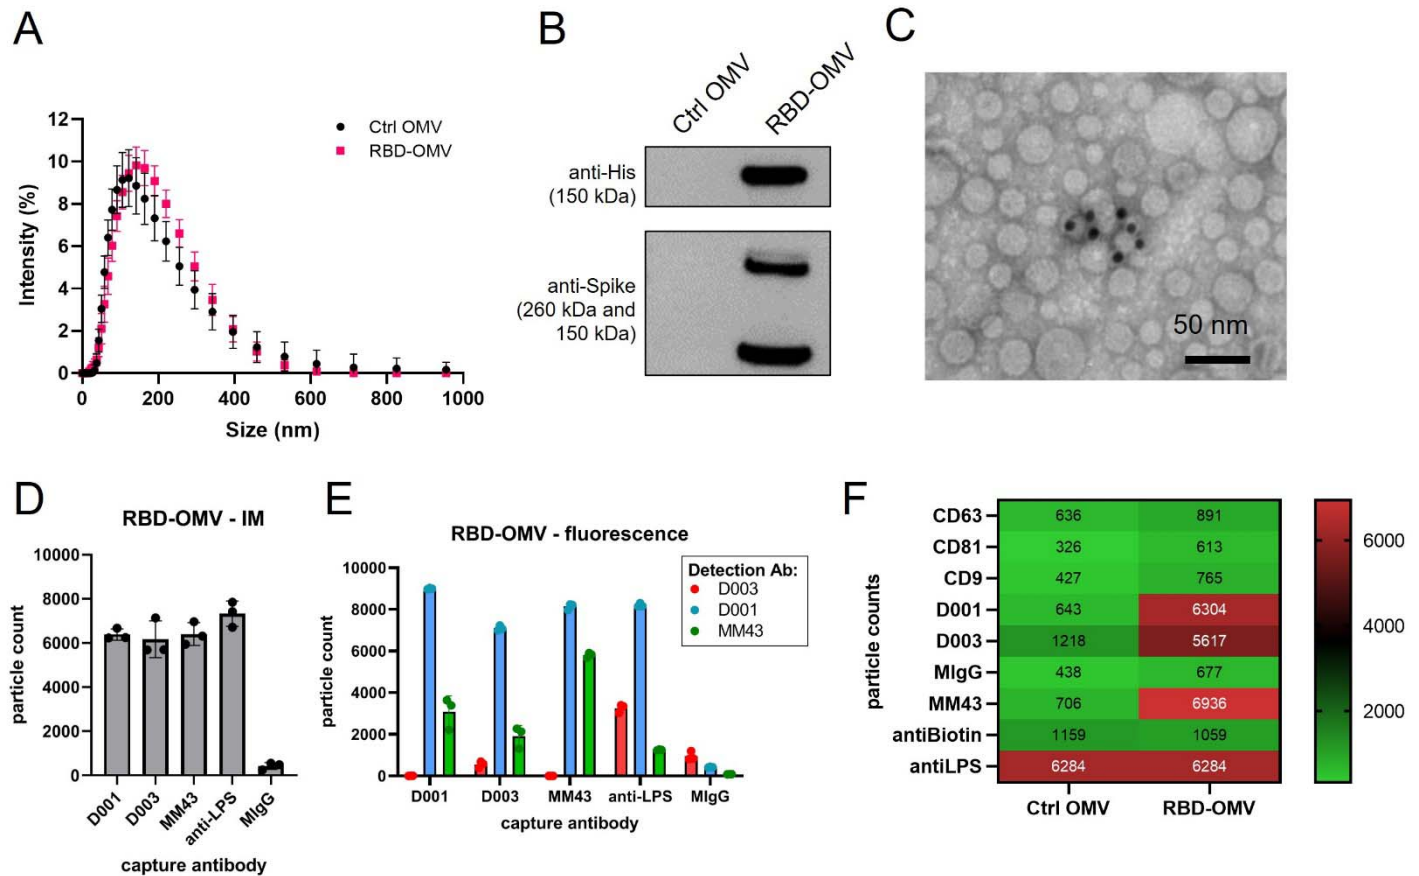 A
12
10
8
6
4
2
0
Intensity (%)
Ctrl OMV
RBD-OMV
0 200 400 600 800 1000
Size (nm)
B
Ctrl OMV
RBD-OMV
anti-His
(150 kDa)
anti-Spike
(260 kDa and
150 kDa)
C
50 nm
D
RBD-OMV - IM
10000
8000
6000
4000
2000
0
particle count
D001
D003
MM43
anti-LPS
MIgG
capture antibody
E
RBD-OMV - fluorescence
Detection Ab:
D003
D001
MM43
10000
8000
6000
4000
2000
0
particle count
D001 D003 MM43 anti-LPS MIgG
capture antibody
F
particle counts
CD63 636 891
CD81 326 613
CD9 427 765
D001 643 6304
D003 1218 5617
MIgG 438 677
MM43 706 6936
antiBiotin 1159 1059
antiLPS 6284 6284
Ctrl OMV RBD-OMV
6000
4000
2000